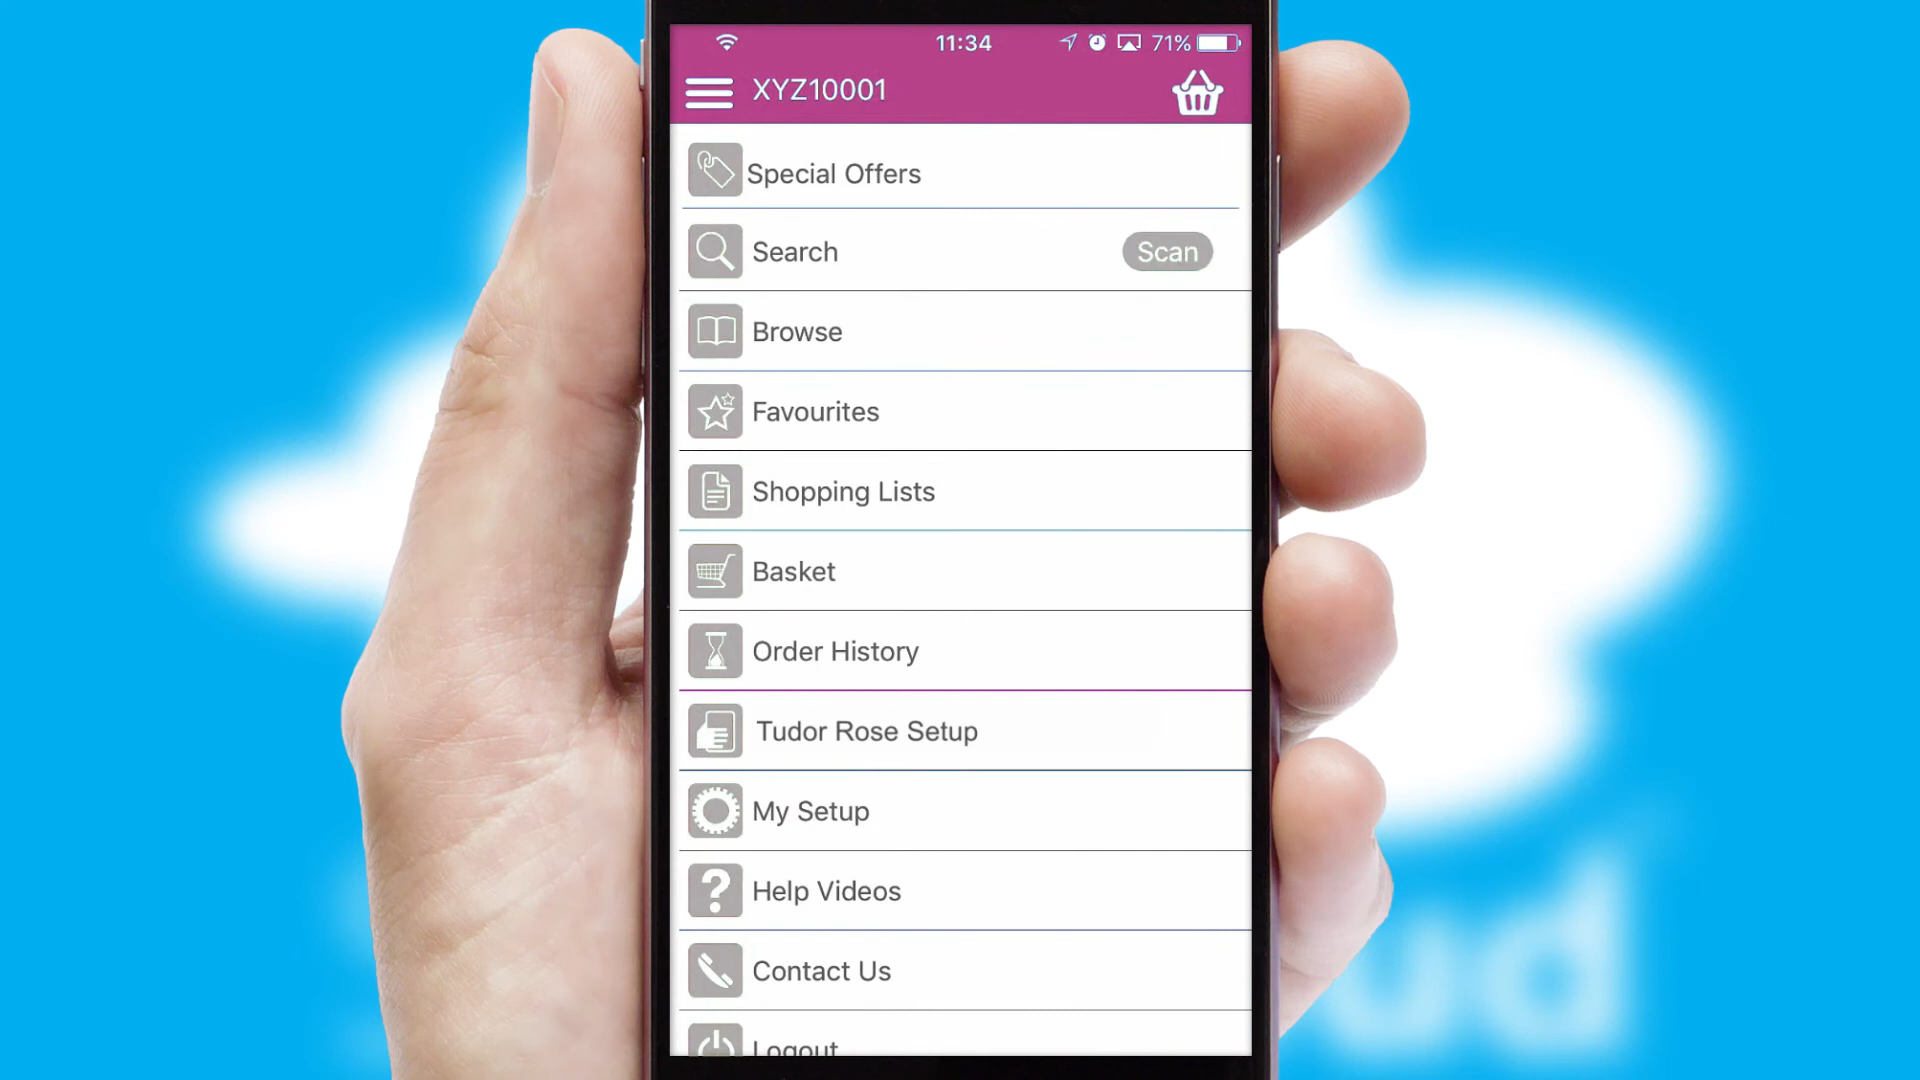 11:34
71%
XYZ10001
Special Offers
Search
Scan
Browse
Favourites
Shopping Lists
Basket
Order History
Tudor Rose Setup
My Setup
Help Videos
Contact Us
Logout
ud